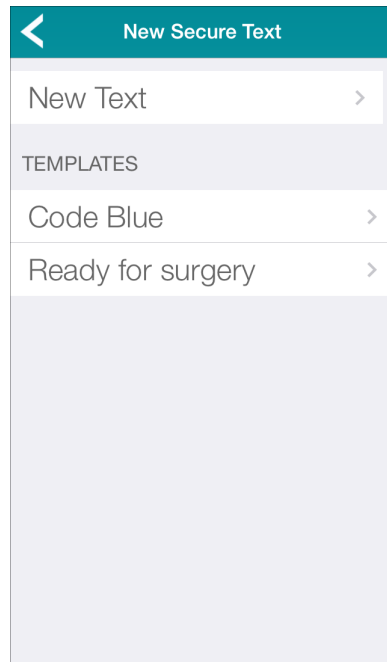 New Secure Text
New Text
TEMPLATES
Code Blue
Ready for surgery